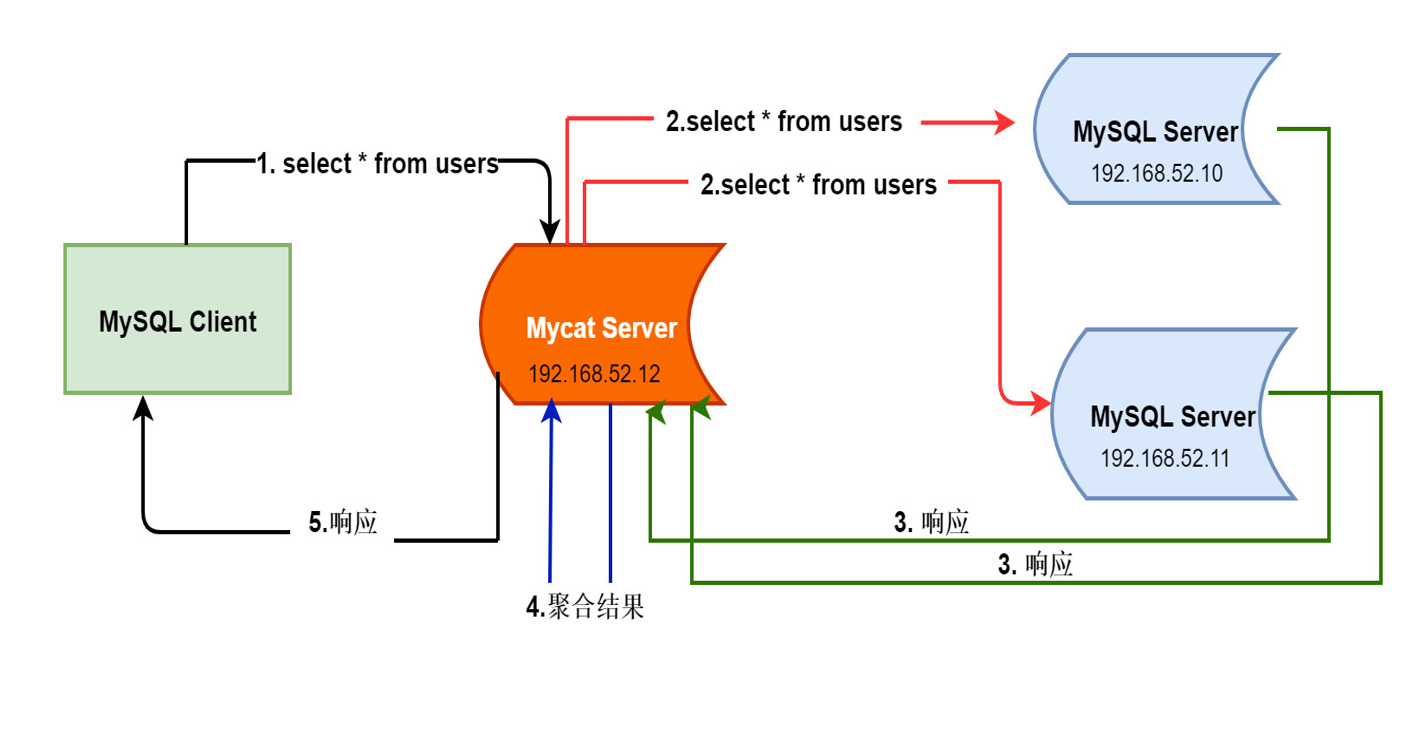 2.select * from users
MySQL Server
192.168.52.10
1. select * from users
2.select * from users
MySQL Client
Mycat Server
192.168.52.12
MySQL Server
192.168.52.11
5.响应
3. 响应
3. 响应
4.聚合结果